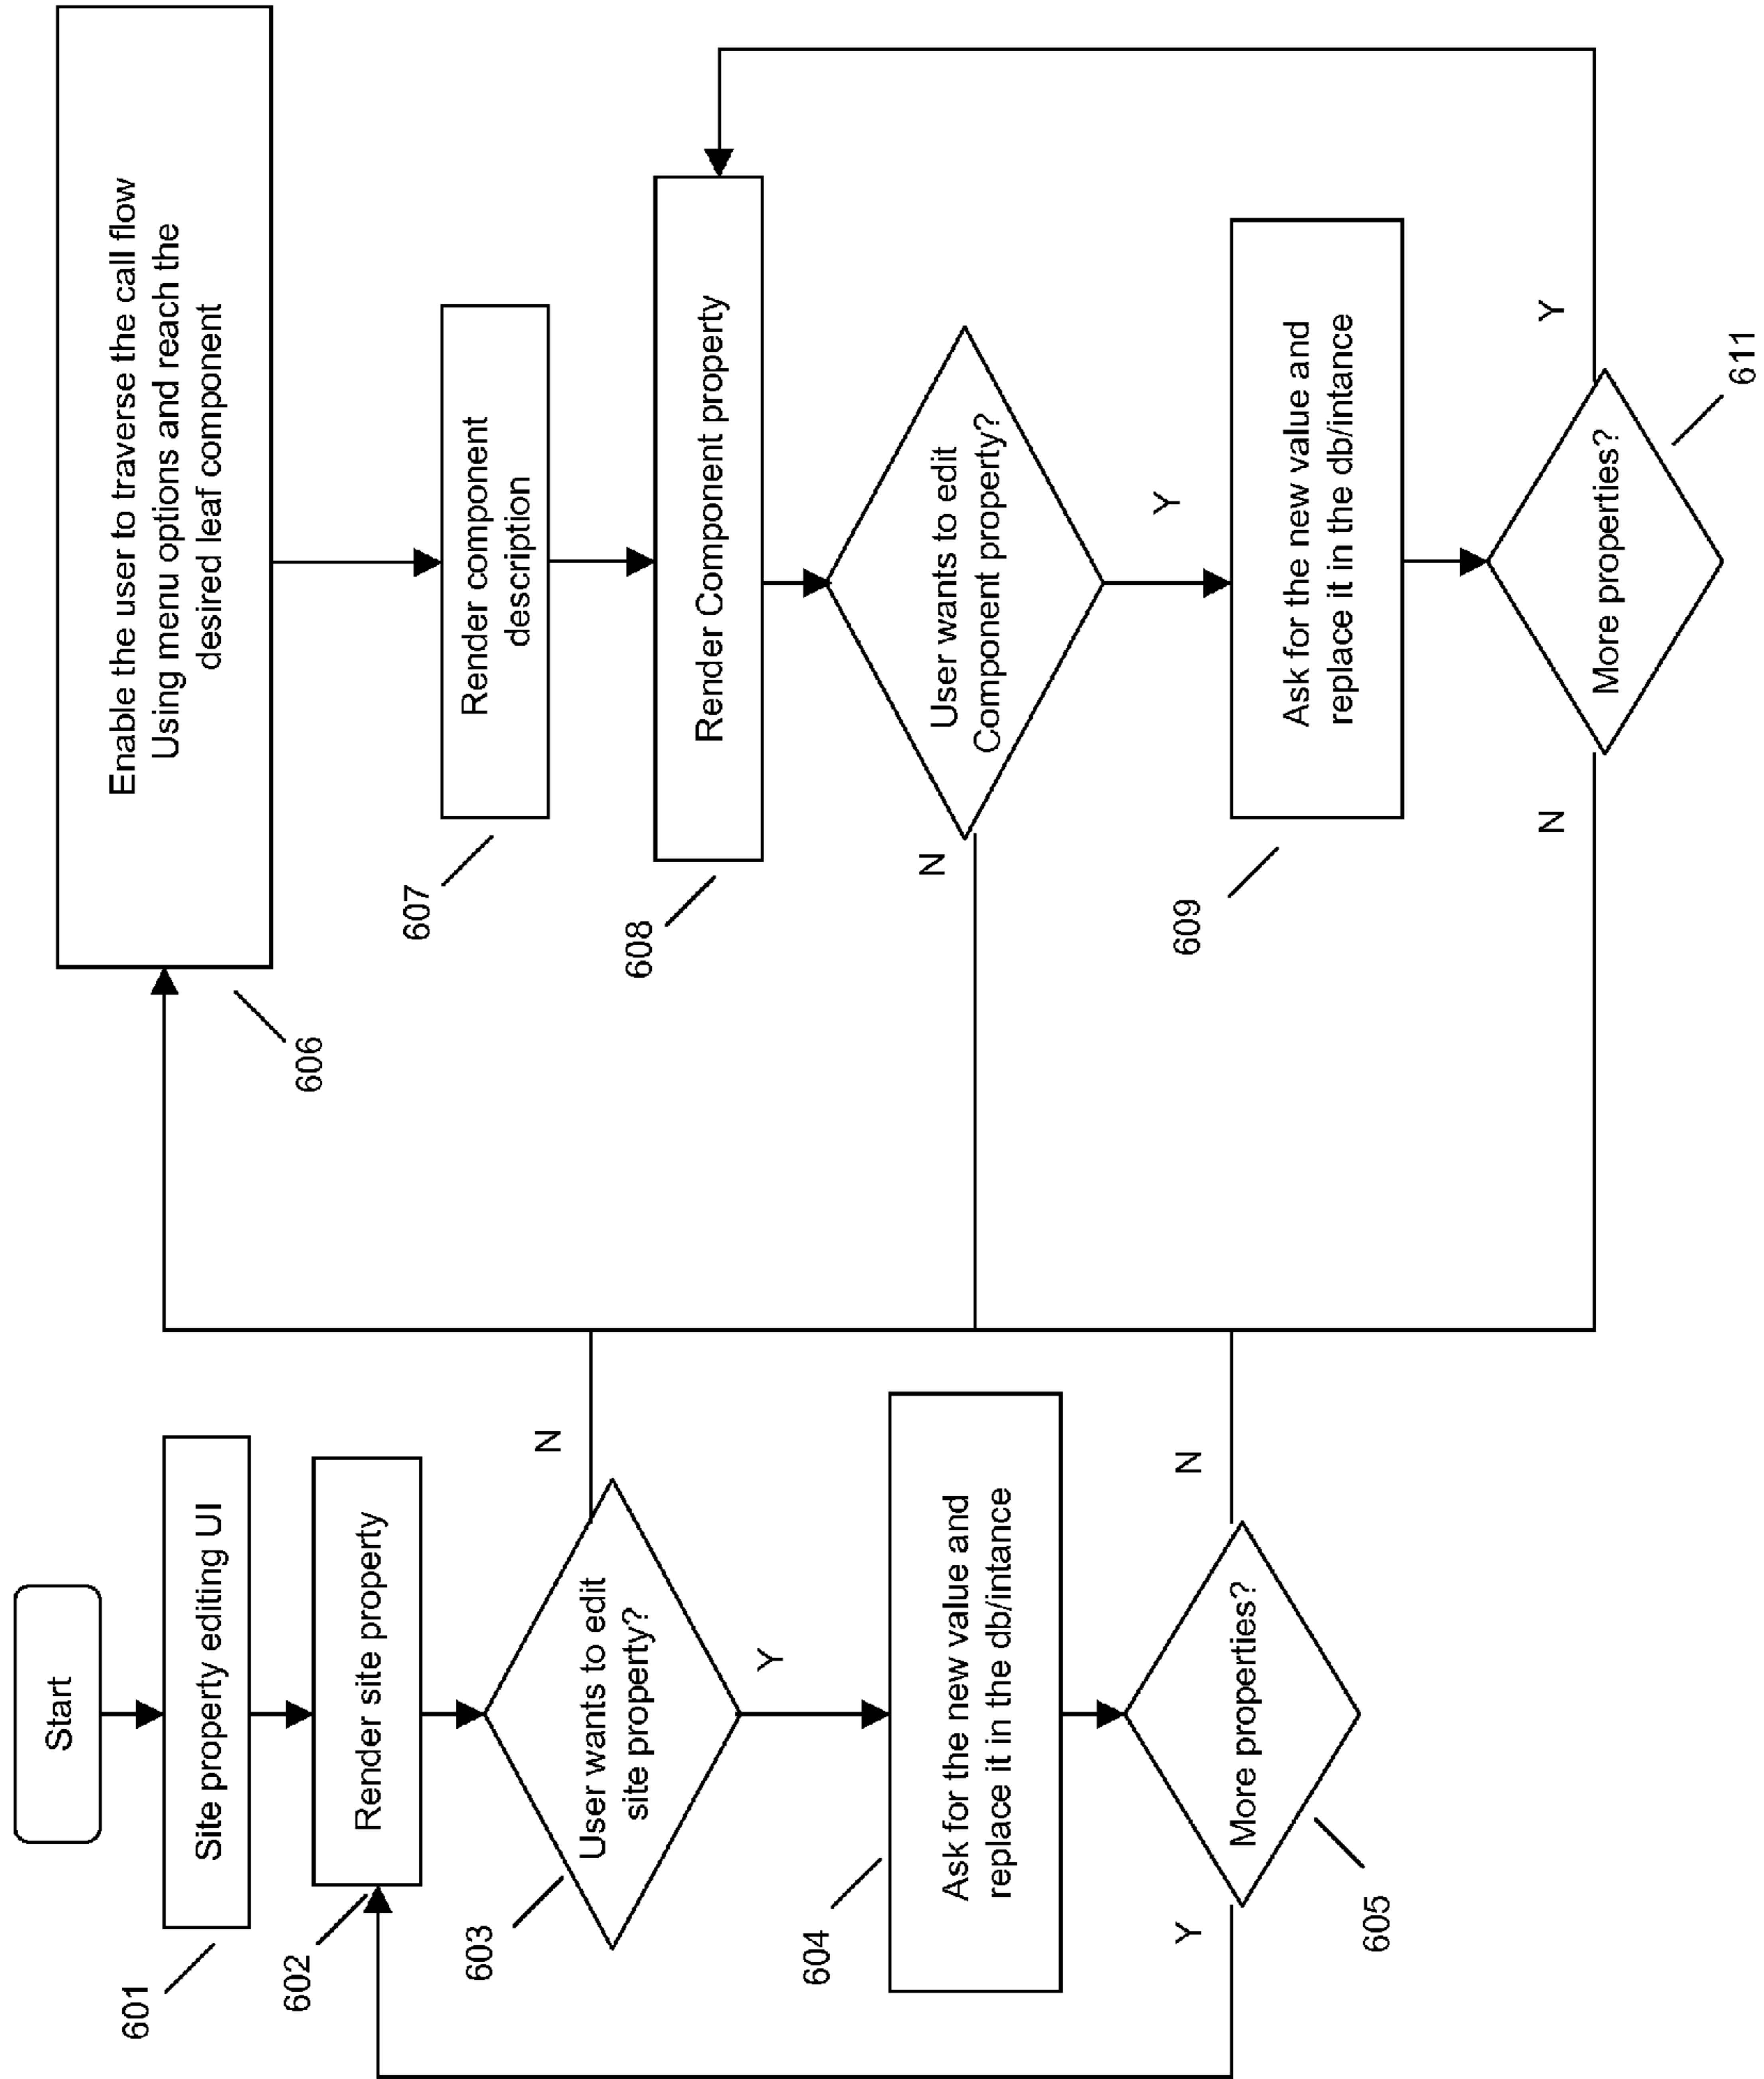 Start
Site property editing UI
601
Render site property
602
User wants to edit
site property?
603
N
Y
Ask for the new value and
replace it in the db/intance
604
More properties?
605
Y
N
Enable the user to traverse the call flow
Using menu options and reach the
desired leaf component
606
Render component
description
607
Render Component property
608
User wants to edit
Component property?
N
Y
Ask for the new value and
replace it in the db/intance
609
More properties?
611
N
Y